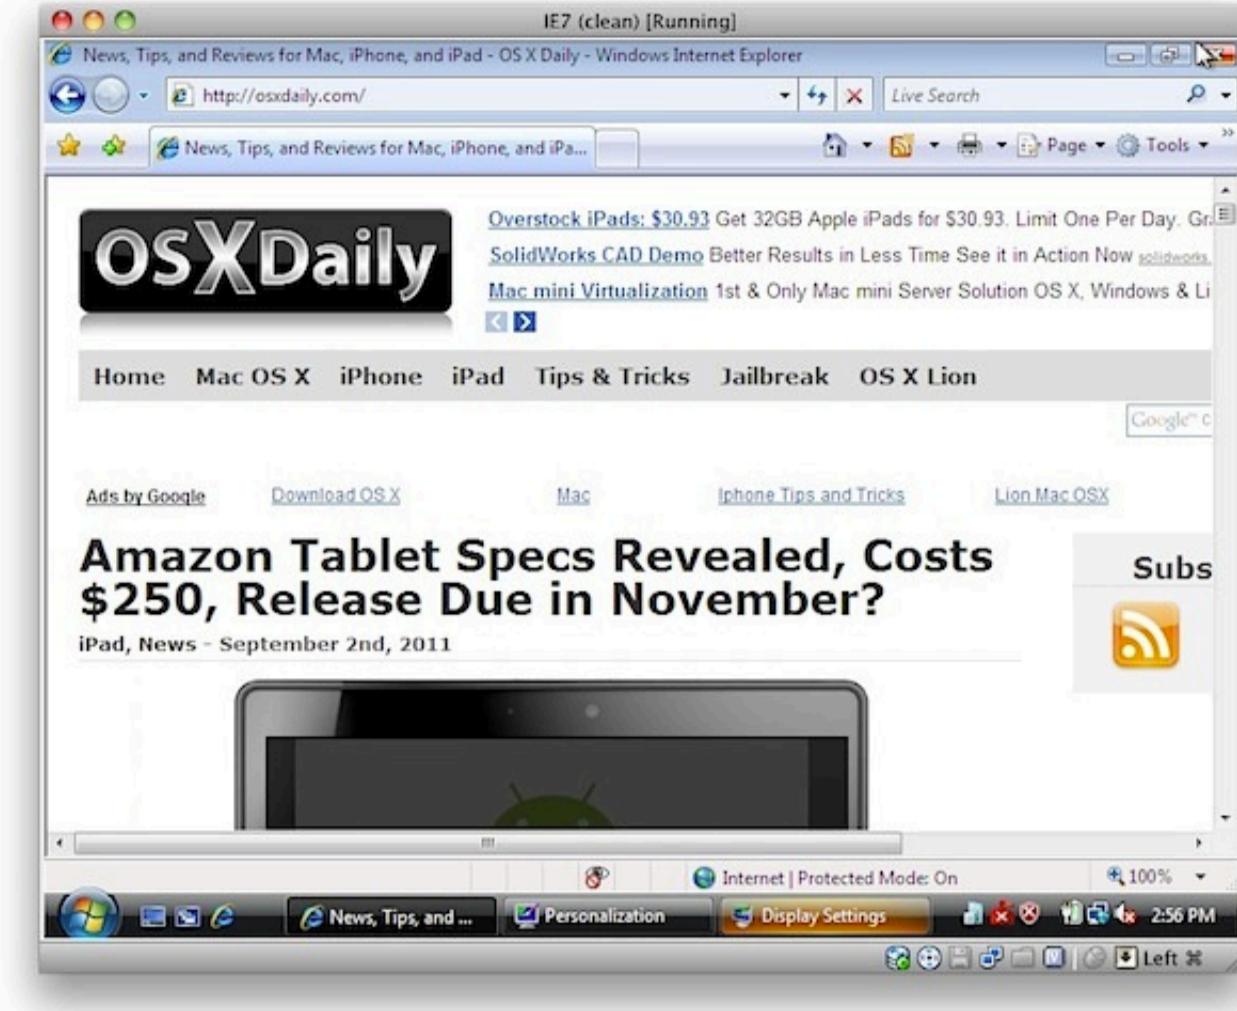 IE7 (clean) [Running]
News, Tips, and Reviews for Mac, iPhone, and iPad - OS X Daily - Windows Internet Explorer
http://osxdaily.com/
Live Search
News, Tips, and Reviews for Mac, iPhone, and iPa...
Page
Tools
OSXDaily
Overstock iPads: $30.93 Get 32GB Apple iPads for $30.93. Limit One Per Day. Gr
SolidWorks CAD Demo Better Results in Less Time See it in Action Now solidworks.
Mac mini Virtualization 1st & Only Mac mini Server Solution OS X, Windows & Li
Home Mac OS X iPhone iPad Tips & Tricks Jailbreak OS X Lion
Google™ C
Ads by Google Download OS X Mac Iphone Tips and Tricks Lion Mac OSX
Amazon Tablet Specs Revealed, Costs
$250, Release Due in November?
iPad, News - September 2nd, 2011
Subs
Internet | Protected Mode: On
100%
News, Tips, and ...
Personalization
Display Settings
2:56 PM
Left ⌘